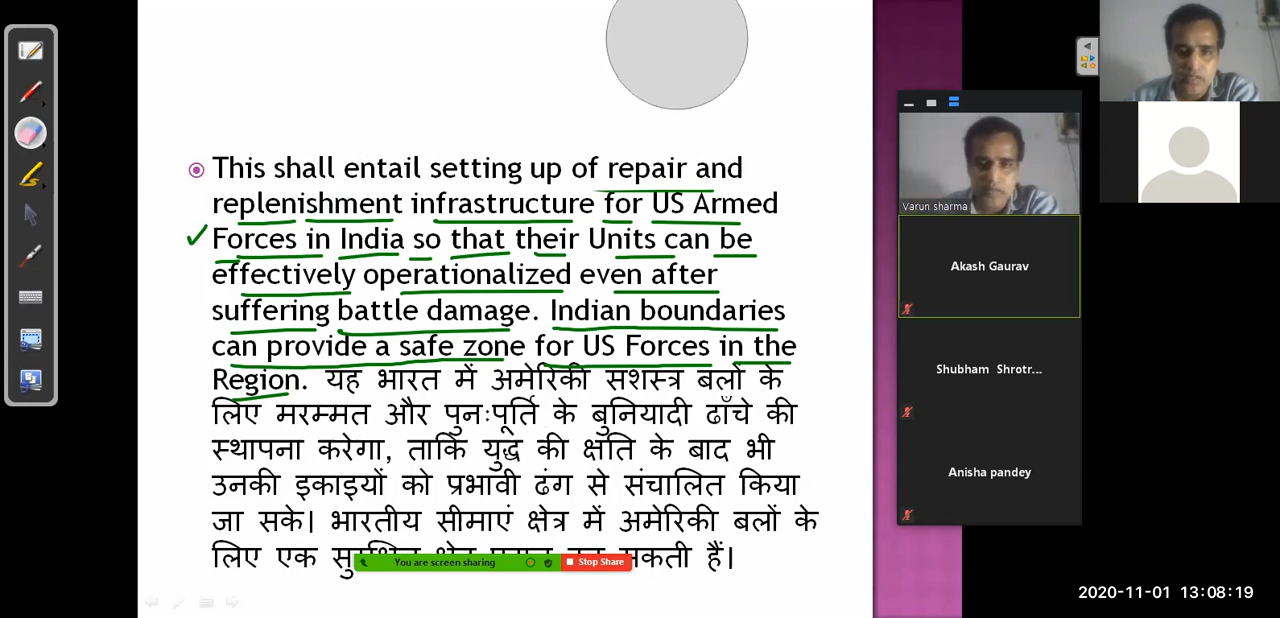 This shall entail setting up of repair and
replenishment infrastructure for US Armed
Forces in India so that their Units can be
effectively operationalized even after
suffering battle damage. Indian boundaries
can provide a safe zone for US Forces in the
Region. यह भारत में अमेरिकी सशस्त्र बलों के
लिए मरम्मत और पुनःपूर्ति के बुनियादी ढाँचे की
स्थापना करेगा, ताकि युद्ध की क्षति के बाद भी
उनकी इकाइयों को प्रभावी ढंग से संचालित किया
जा सके। भारतीय सीमाएं क्षेत्र में अमेरिकी बलों के
लिए एक सकती हैं।
You are screen sharing
Stop Share
Varun sharma
Akash Gaurav
Shubham Shrotr...
Anisha pandey
2020-11-01 13:08:19